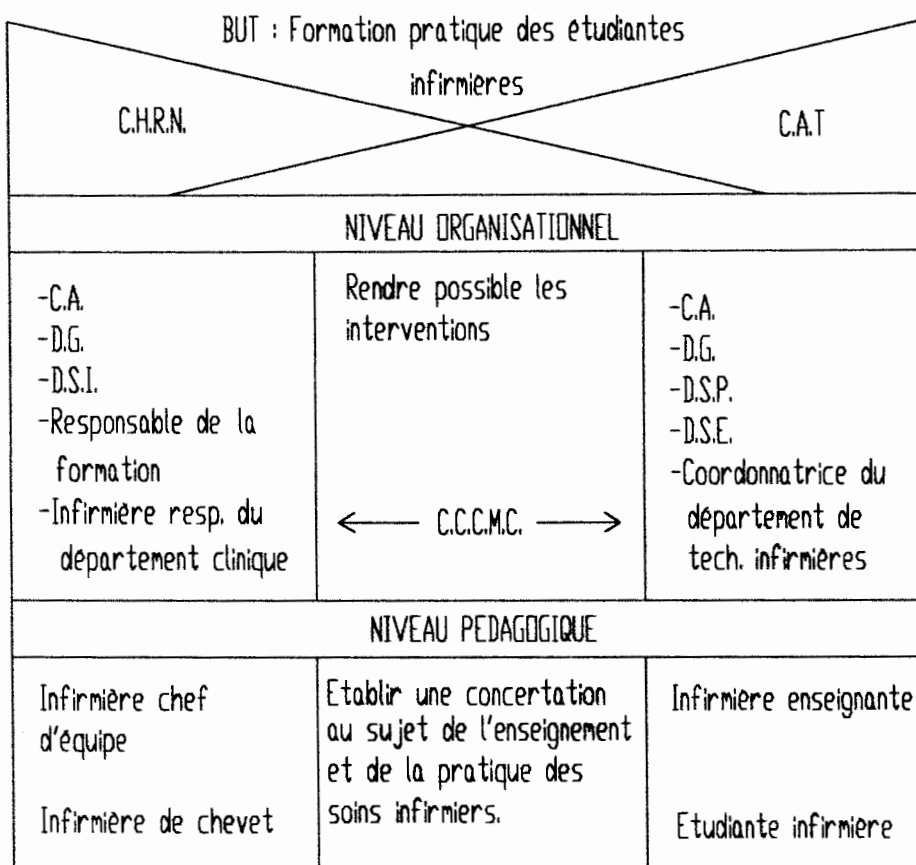 BUT : Formation pratique des étudiantes
infirmières
C.H.R.N.
C.A.T
NIVEAU ORGANISATIONNEL
-C.A.
-D.G.
-D.S.I.
-Responsable de la
formation
-Infirmière resp. du
département clinique
Rendre possible les
interventions
C.C.C.M.C.
-C.A.
-D.G.
-D.S.P.
-D.S.E.
-Coordonnatrice du
département de
tech. infirmières
NIVEAU PEDAGOGIQUE
Infirmière chef
d'équipe
Infirmière de chevet
Etablir une concertation
au sujet de l'enseignement
et de la pratique des
soins infirmiers.
Infirmière enseignante
Etudiante infirmière